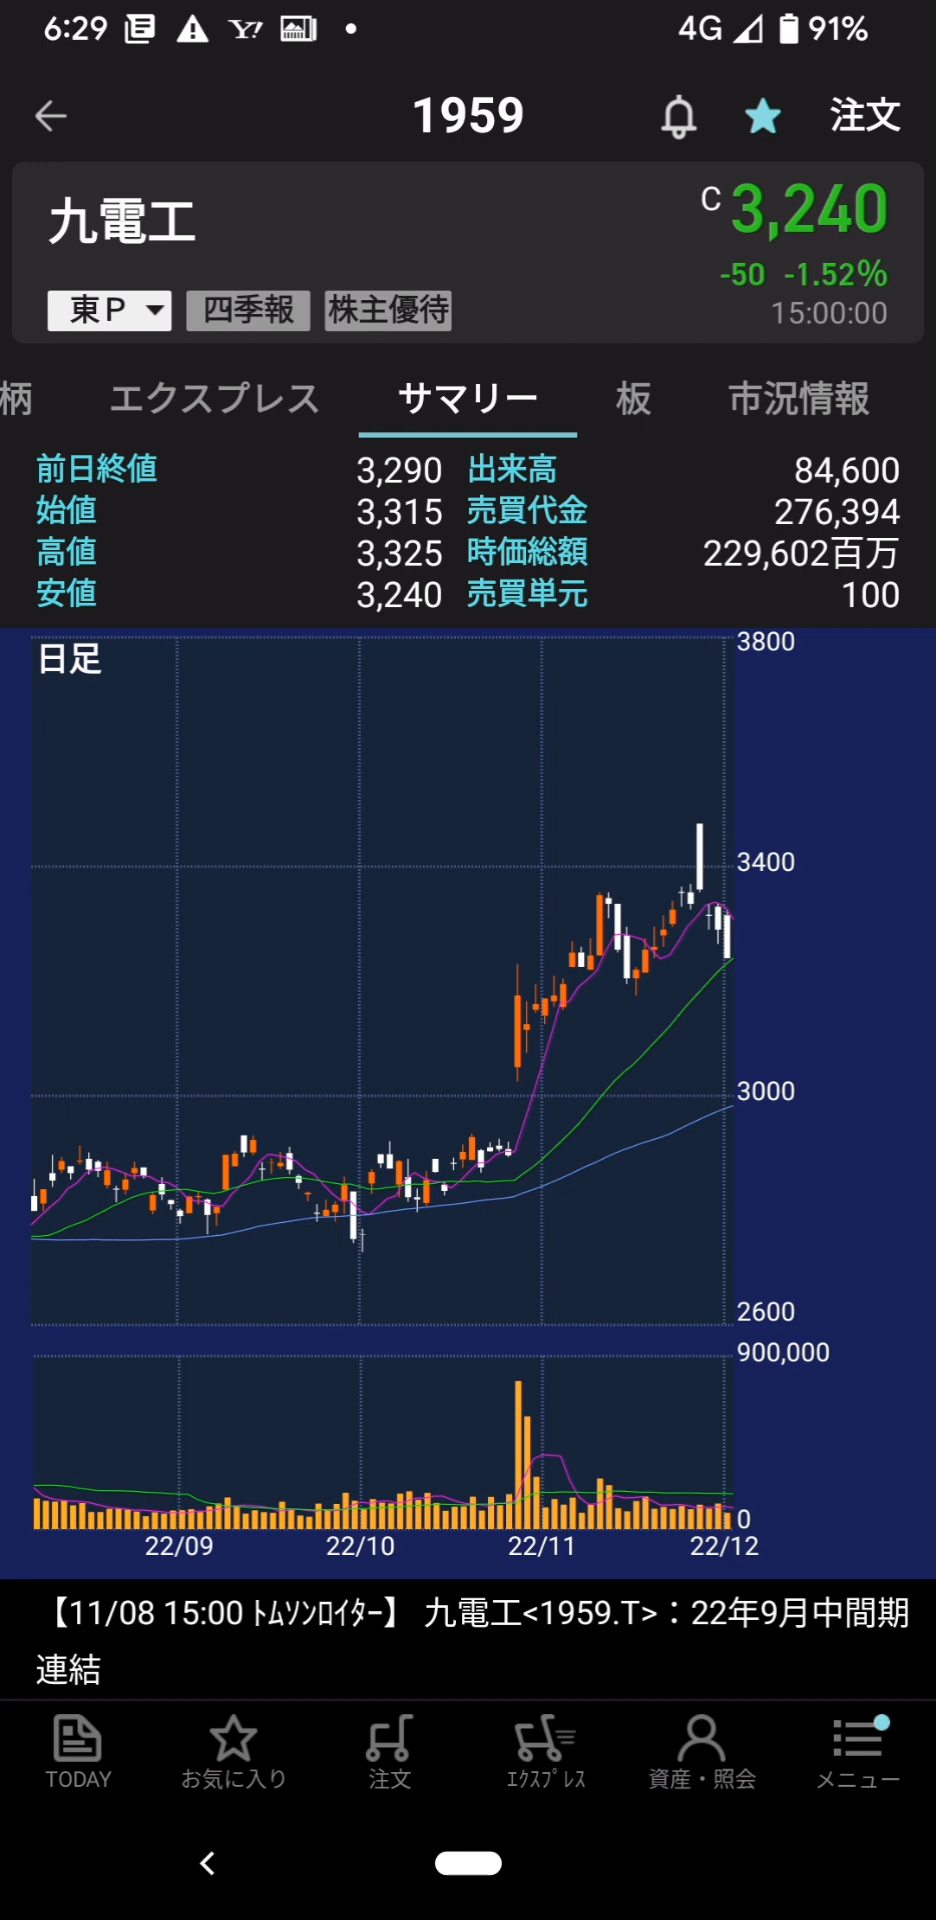 6:29 Y! 4G 91%
1959 注文
九電工 C 3,240
-50 -1.52%
東P 四季報 株主優待 15:00:00
柄 エクスプレス サマリー 板 市況情報
前日終値 3,290 出来高 84,600
始値 3,315 売買代金 276,394
高値 3,325 時価総額 229,602百万
安値 3,240 売買単元 100
日足 3800
3400
3000
2600
900,000
0
22/09 22/10 22/11 22/12
【11/08 15:00 ﾄﾑｿﾝﾛｲﾀｰ】 九電工<1959.T>：22年9月中間期
連結
TODAY お気に入り 注文 ｴｸｽﾌﾟﾚｽ 資産・照会 メニュー